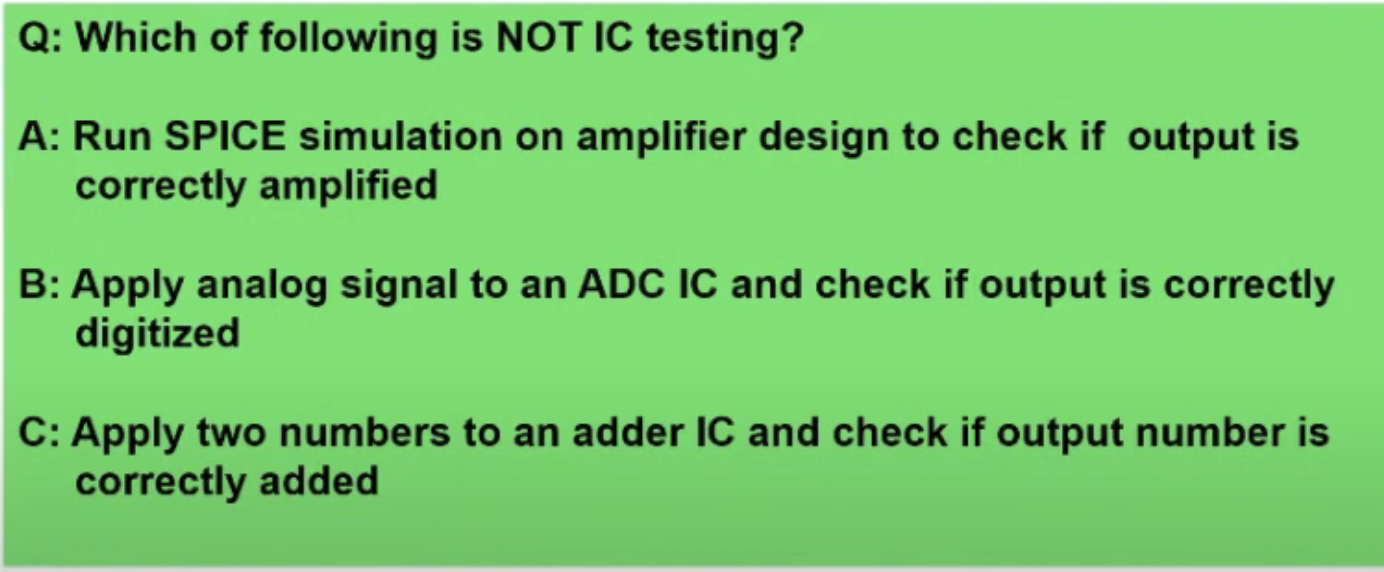 Q: Which of following is NOT IC testing?
A: Run SPICE simulation on amplifier design to check if  output is
correctly amplified
B: Apply analog signal to an ADC IC and check if output is correctly
digitized
C: Apply two numbers to an adder IC and check if output number is
correctly added